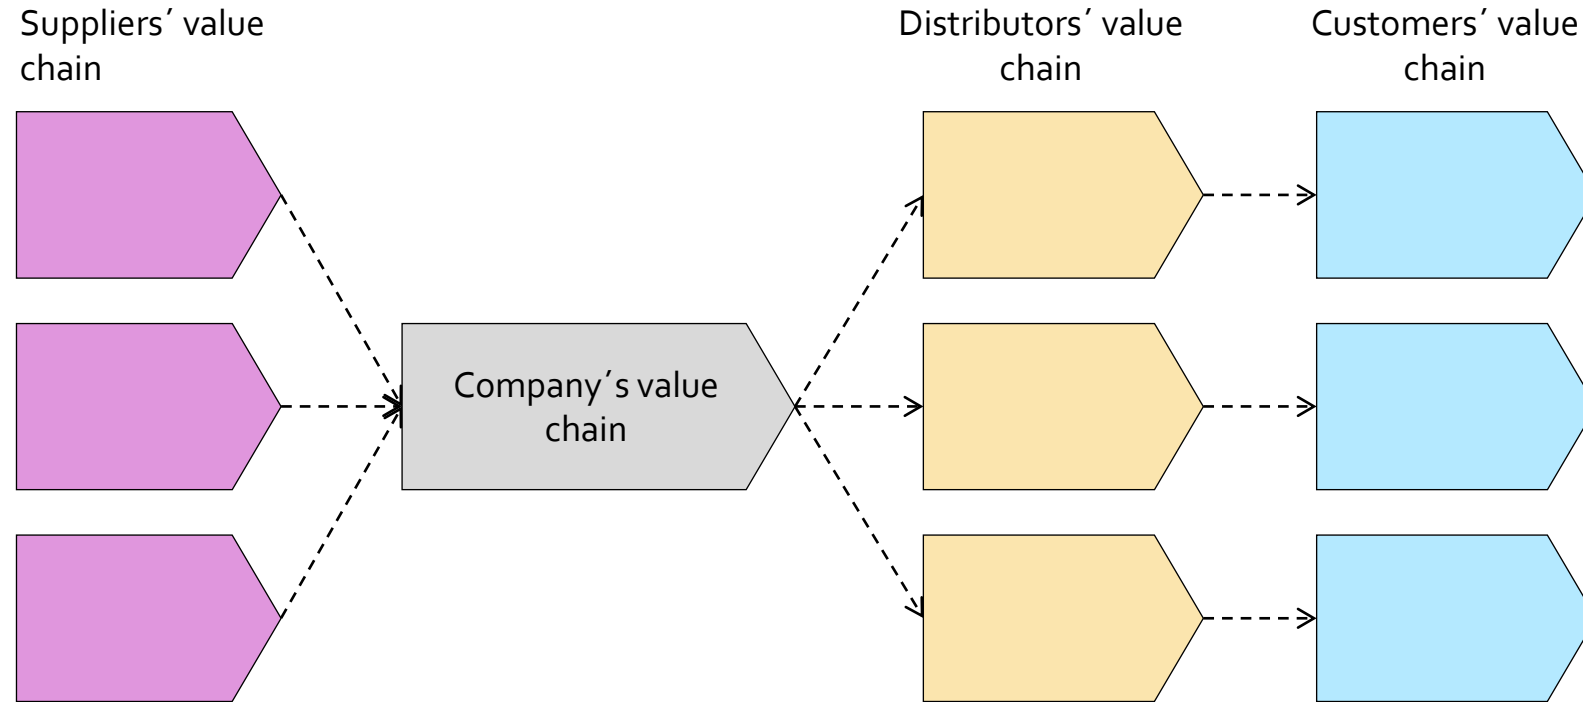 Suppliers´ value
chain
Distributors´ value
chain
Customers´ value
chain
Company´s value
chain